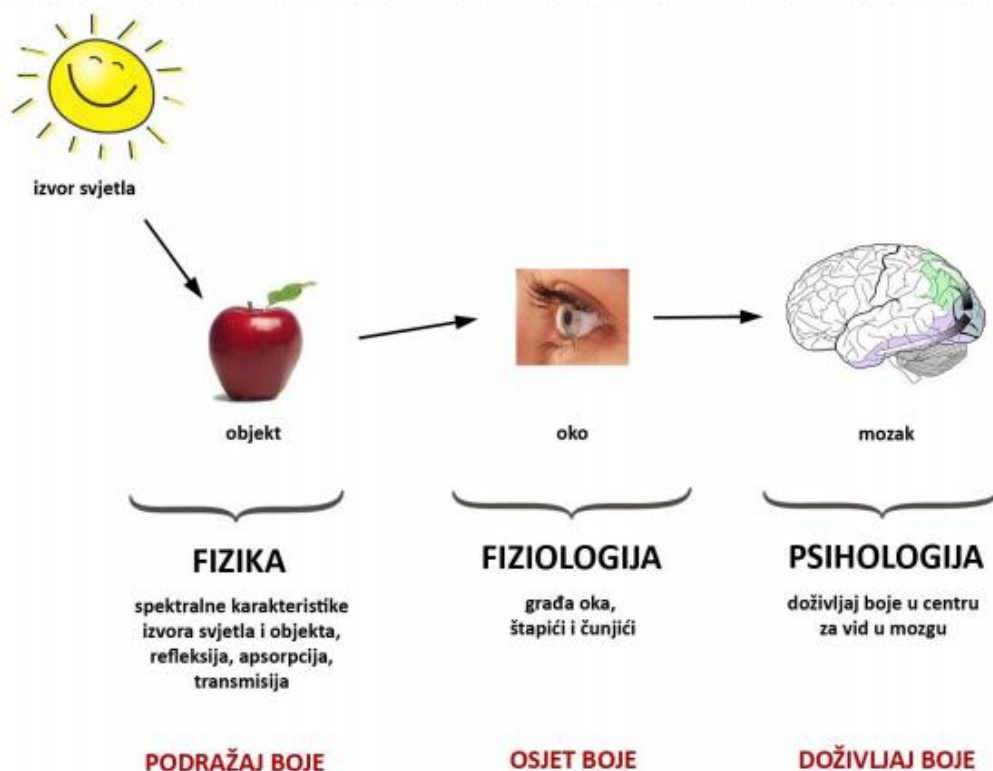 izvor svjetla
objekt
oko
mozak
FIZIKA
spektralne karakteristike
izvora svjetla i objekta,
refleksija, apsorpcija,
transmisija
FIZIOLOGIJA
građa oka,
štapići i čunjići
PSIHOLOGIJA
doživljaj boje u centru
za vid u mozgu
PODRAŽAJ BOJE
OSJET BOJE
DOŽIVLJAJ BOJE